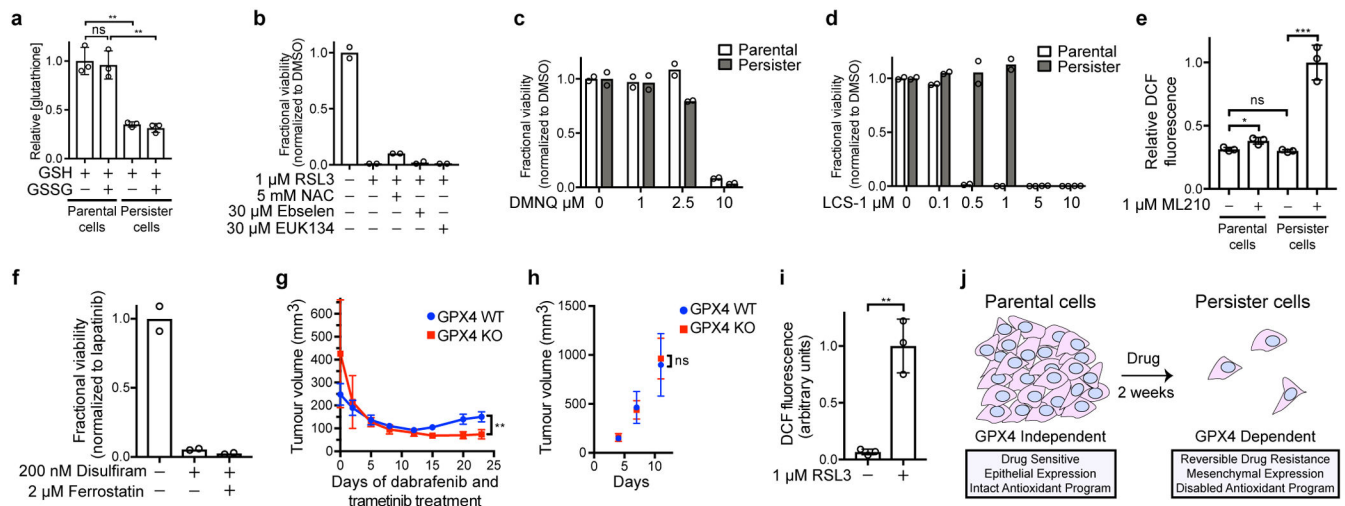 a
Relative [glutathione]
1.0
0.5
0.0
**
ns
**
GSH + + + +
GSSG – + – +
Parental cells
Persister cells
b
Fractional viability
(normalized to DMSO)
1.0
0.5
0.0
1 µM RSL3 – + + + +
5 mM NAC +
30 µM Ebselen +
30 µM EUK134 +
c
Fractional viability
(normalized to DMSO)
1.0
0.5
0.0
Parental
Persister
DMNQ µM 0 1 2.5 10
d
Fractional viability
(normalized to DMSO)
1.0
0.5
0.0
Parental
Persister
LCS-1 µM 0 0.1 0.5 1 5 10
e
Relative DCF
fluorescence
1.0
0.5
0.0
***
ns
*
1 µM ML210 – + – +
Parental cells
Persister cells
f
Fractional viability
(normalized to lapatinib)
1.0
0.5
0.0
200 nM Disulfiram – + +
2 µM Ferrostatin – – +
g
Tumour volume (mm3)
650
600
550
500
450
400
350
300
250
200
150
100
50
0
GPX4 WT
GPX4 KO
**
0 5 10 15 20 25
Days of dabrafenib and
trametinib treatment
h
Tumour volume (mm3)
1500
1000
500
0
GPX4 WT
GPX4 KO
ns
0 5 10
Days
i
DCF fluorescence
(arbitrary units)
1.0
0.5
0.0
**
1 µM RSL3 – +
j
Parental cells
Persister cells
Drug
2 weeks
GPX4 Independent
Drug Sensitive
Epithelial Expression
Intact Antioxidant Program
GPX4 Dependent
Reversible Drug Resistance
Mesenchymal Expression
Disabled Antioxidant Program